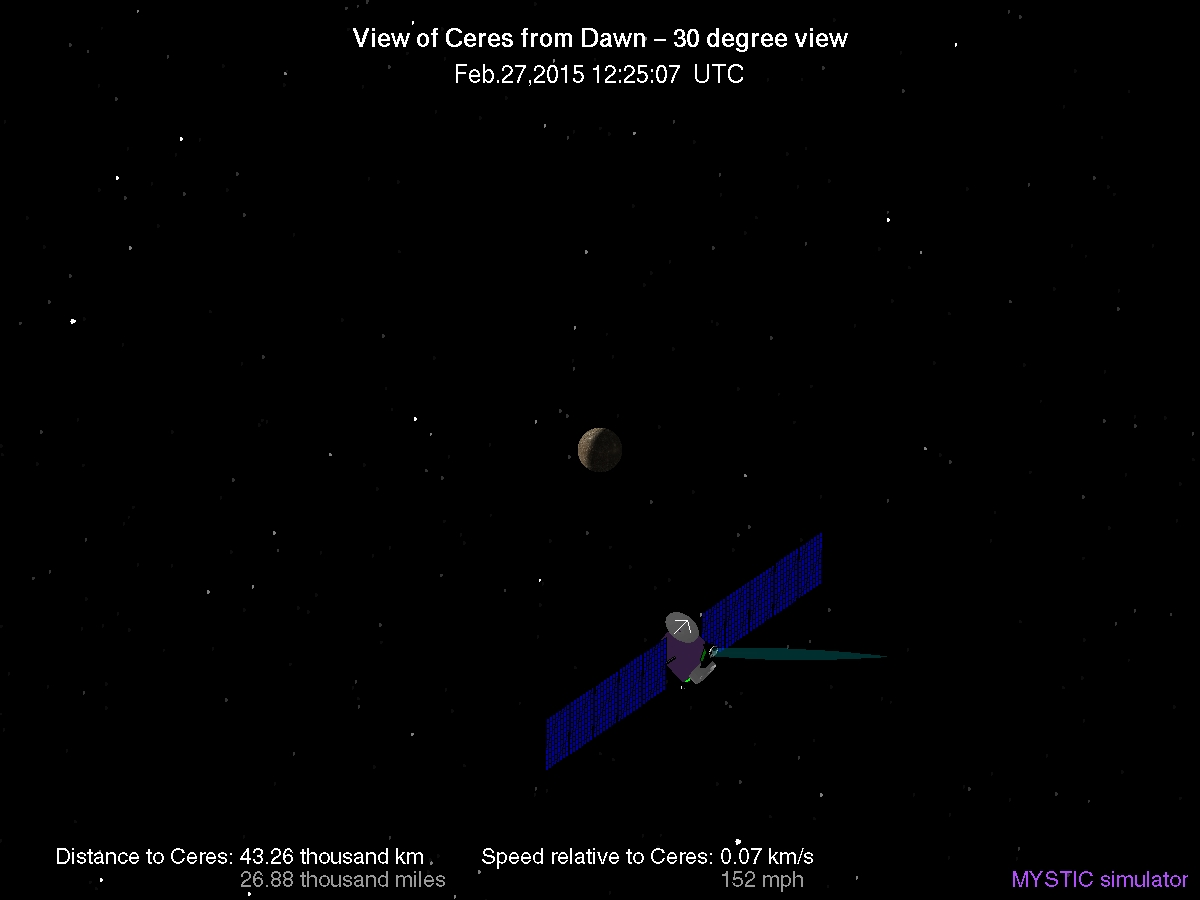 View of Ceres from Dawn – 30 degree view
Feb.27,2015 12:25:07 UTC
Distance to Ceres: 43.26 thousand km
26.88 thousand miles
Speed relative to Ceres: 0.07 km/s
152 mph
MYSTIC simulator